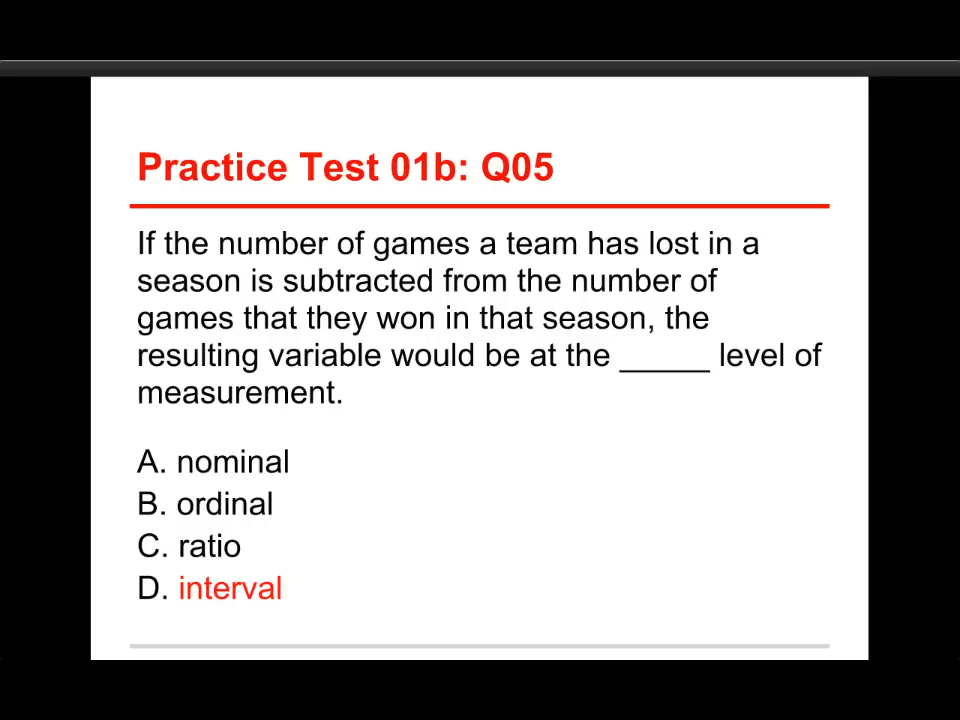 Practice Test 01b: Q05
If the number of games a team has lost in a
season is subtracted from the number of
games that they won in that season, the
resulting variable would be at the _____ level of
measurement.
A. nominal
B. ordinal
C. ratio
D. interval